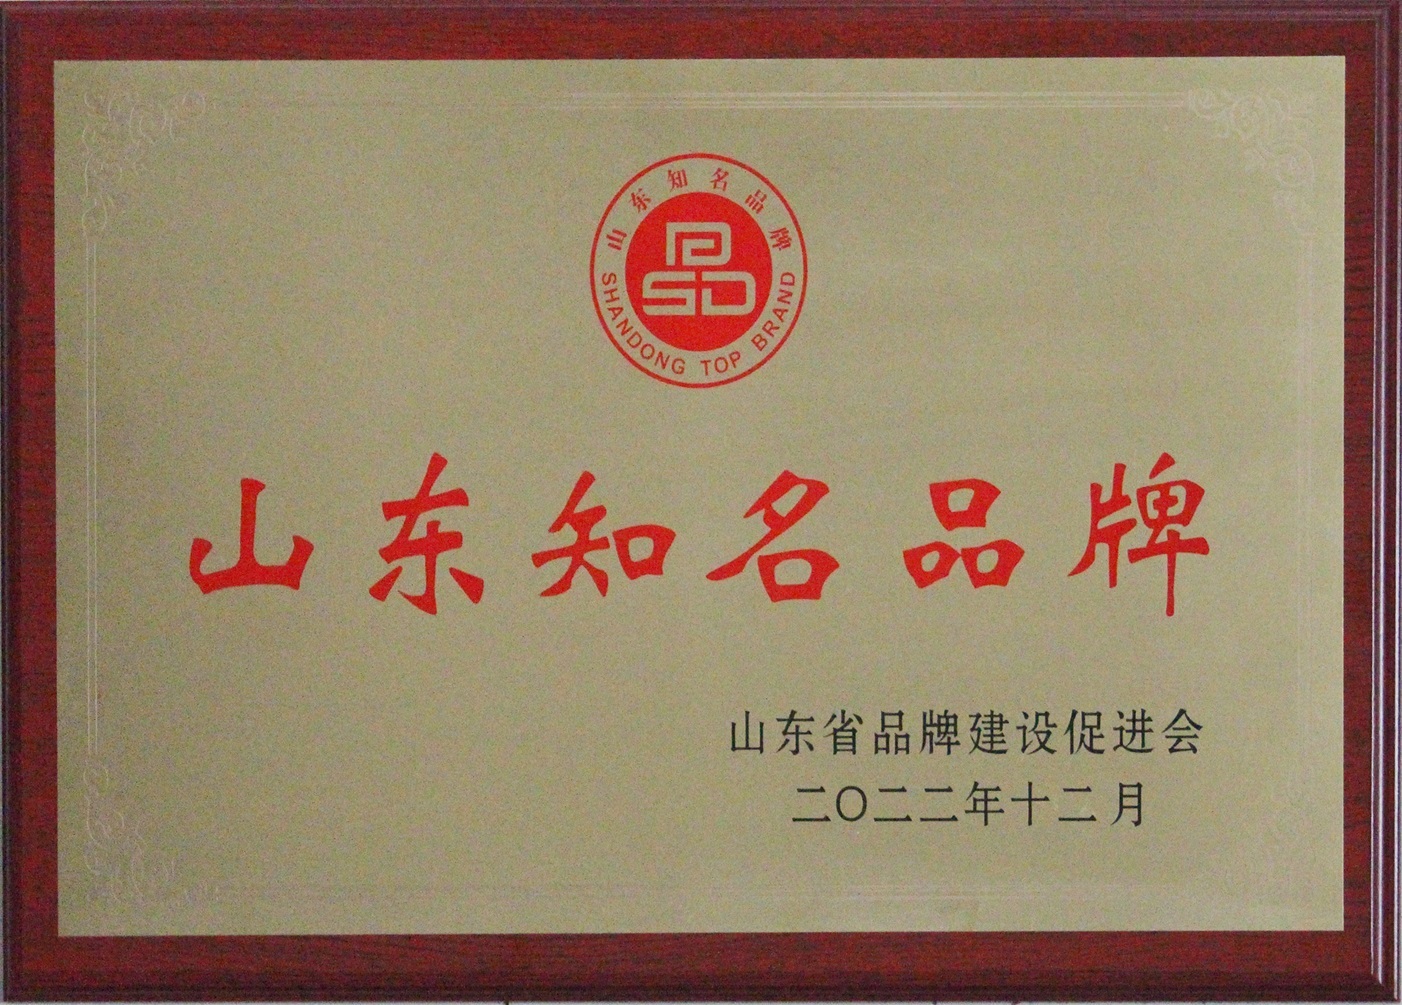 山东知名品牌
PSD
SHANDONG TOP BRAND
山东知名品牌
山东省品牌建设促进会
二〇二二年十二月